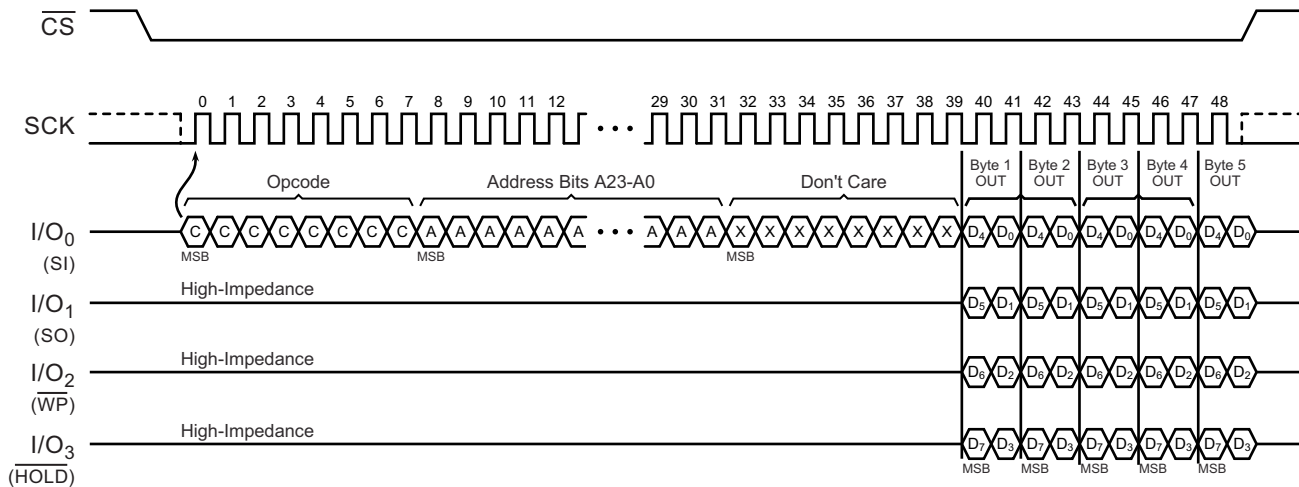 CS
0 1 2 3 4 5 6 7 8 9 10 11 12 29 30 31 32 33 34 35 36 37 38 39 40 41 42 43 44 45 46 47 48
SCK • • •
Opcode Address Bits A23-A0 Don't Care Byte 1 OUT Byte 2 OUT Byte 3 OUT Byte 4 OUT Byte 5 OUT
I/O0 (SI) C C C C C C C C A A A A A A • • • A A A X X X X X X X X D4 D0 D4 D0 D4 D0 D4 D0 D4 D0
MSB MSB MSB
I/O1 (SO) High-Impedance D5 D1 D5 D1 D5 D1 D5 D1 D5 D1
I/O2 (WP) High-Impedance D6 D2 D6 D2 D6 D2 D6 D2 D6 D2
I/O3 (HOLD) High-Impedance D7 D3 D7 D3 D7 D3 D7 D3 D7 D3
MSB MSB MSB MSB MSB